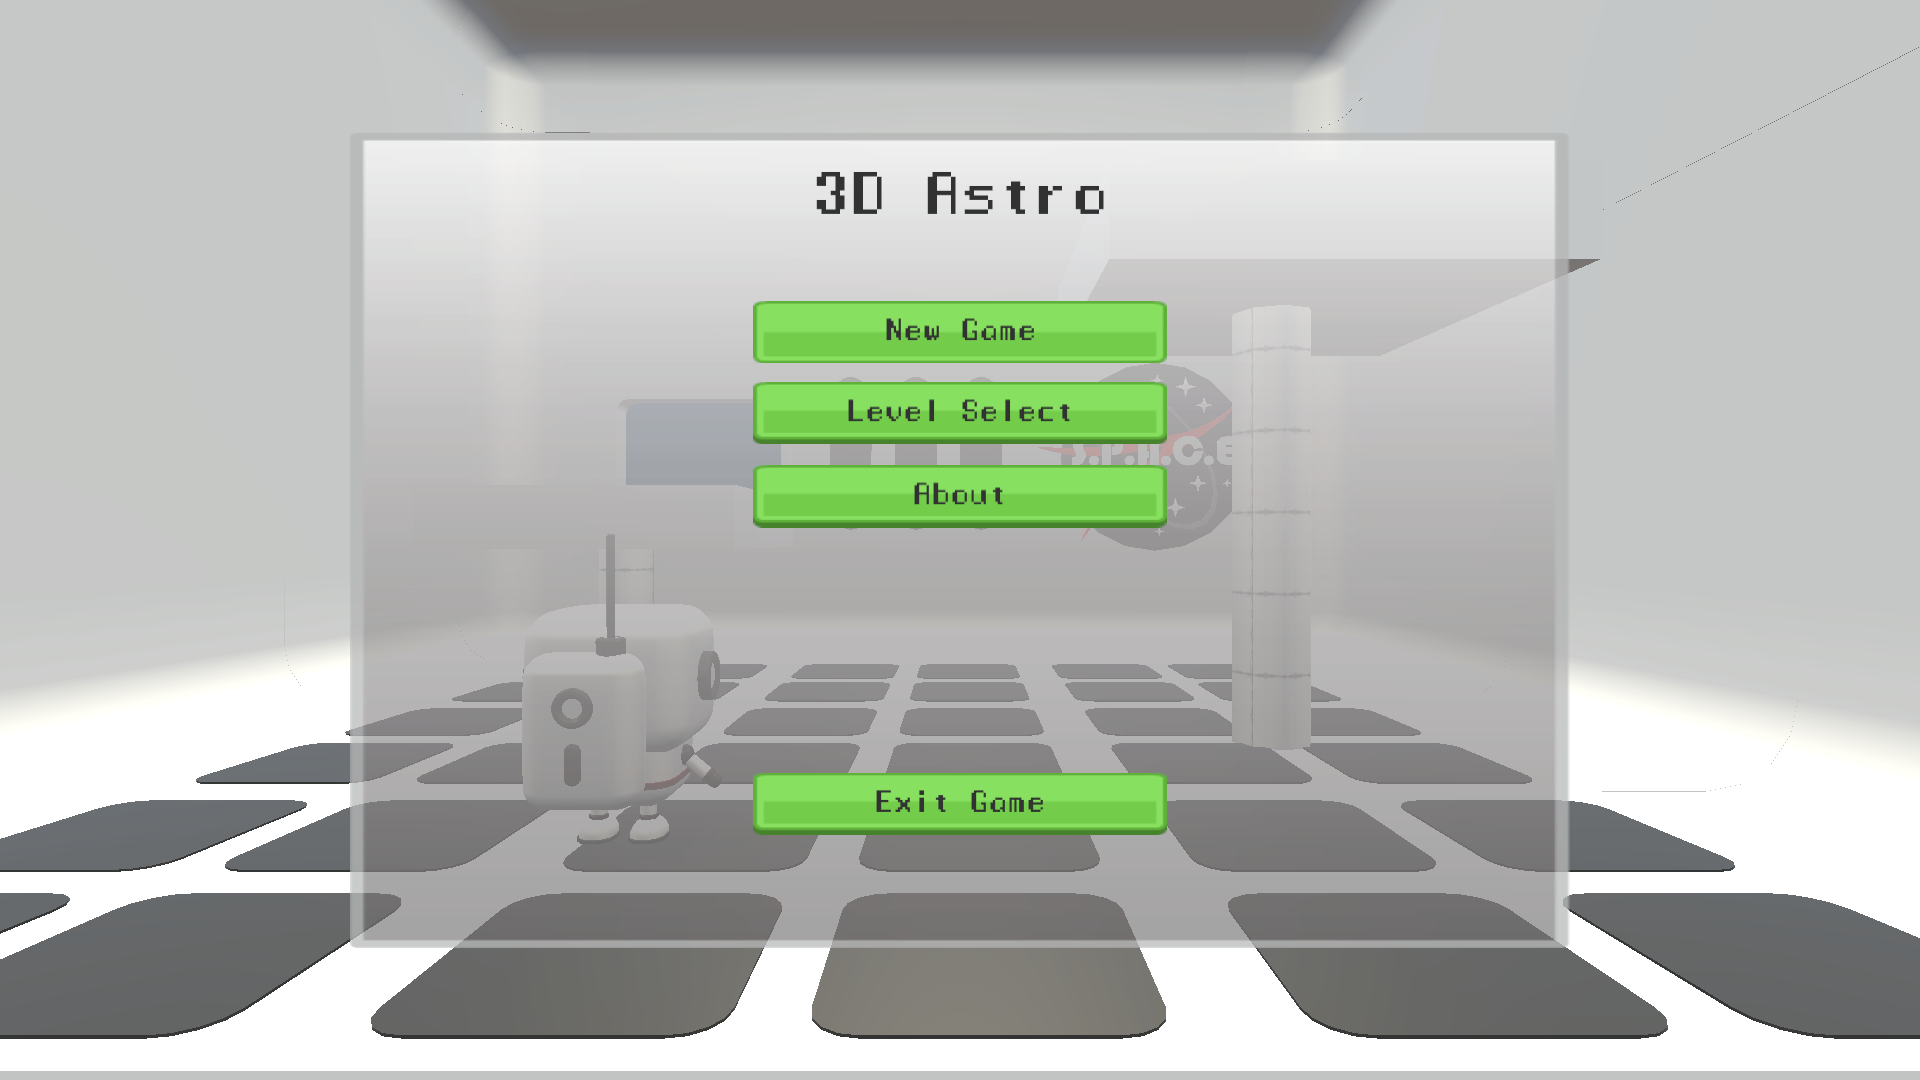 3D Astro
New Game
Level Select
S.P.A.C.E
About
Exit Game